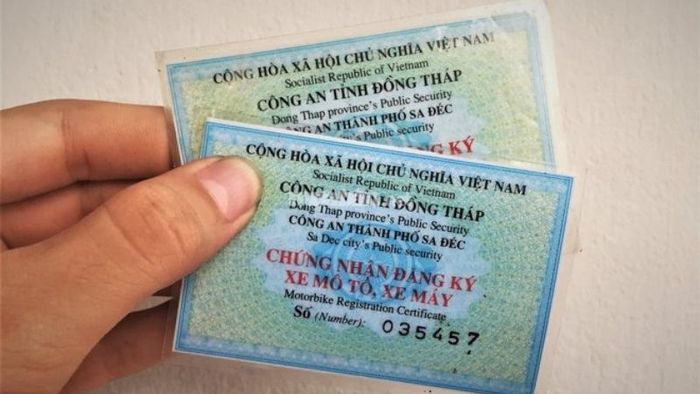 CỘNG HÒA XÃ HỘI CHỦ NGHĨA VIỆT NAM
Socialist Republic of Vietnam
CÔNG AN TỈNH ĐỒNG THÁP
Dong Thap province's Public Security
CÔNG AN THÀNH PHỐ SA ĐÉC
Public security
ĐĂNG KÝ
CỘNG HÒA XÃ HỘI CHỦ NGHĨA VIỆT NAM
Socialist Republic of Vietnam
CÔNG AN TỈNH ĐỒNG THÁP
Dong Thap province's Public Security
CÔNG AN THÀNH PHỐ SA ĐÉC
Sa Dec city's Public security
CHỨNG NHẬN ĐĂNG KÝ
XE MÔ TÔ, XE MÁY
Motorbike Registration Certificate
Số (Number): 035457